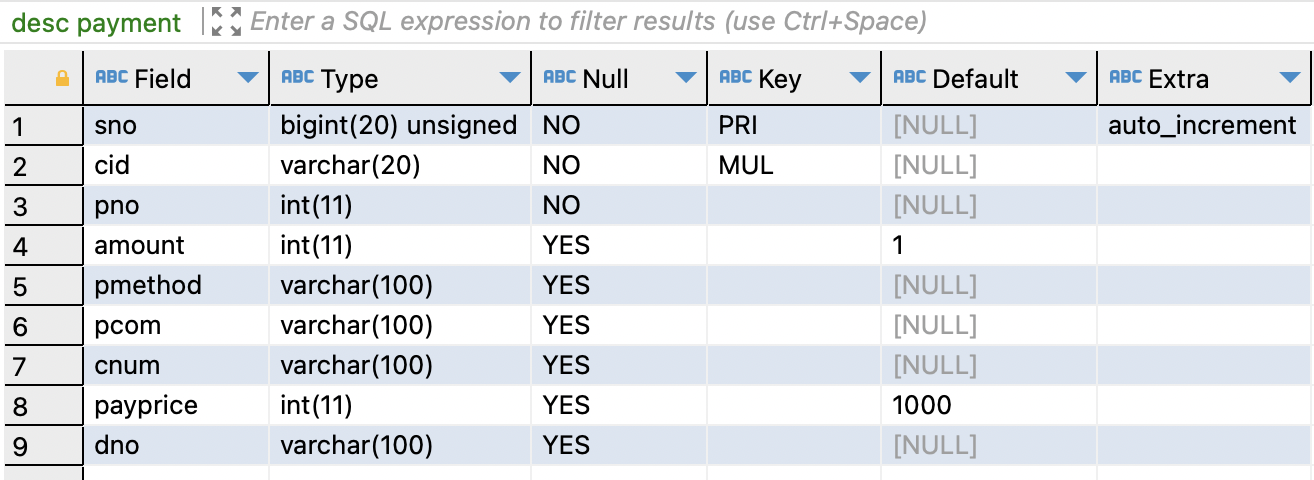 desc payment Enter a SQL expression to filter results (use Ctrl+Space)
ABC Field ABC Type ABC Null ABC Key ABC Default ABC Extra
1 sno bigint(20) unsigned NO PRI [NULL] auto_increment
2 cid varchar(20) NO MUL [NULL]
3 pno int(11) NO [NULL]
4 amount int(11) YES 1
5 pmethod varchar(100) YES [NULL]
6 pcom varchar(100) YES [NULL]
7 cnum varchar(100) YES [NULL]
8 payprice int(11) YES 1000
9 dno varchar(100) YES [NULL]